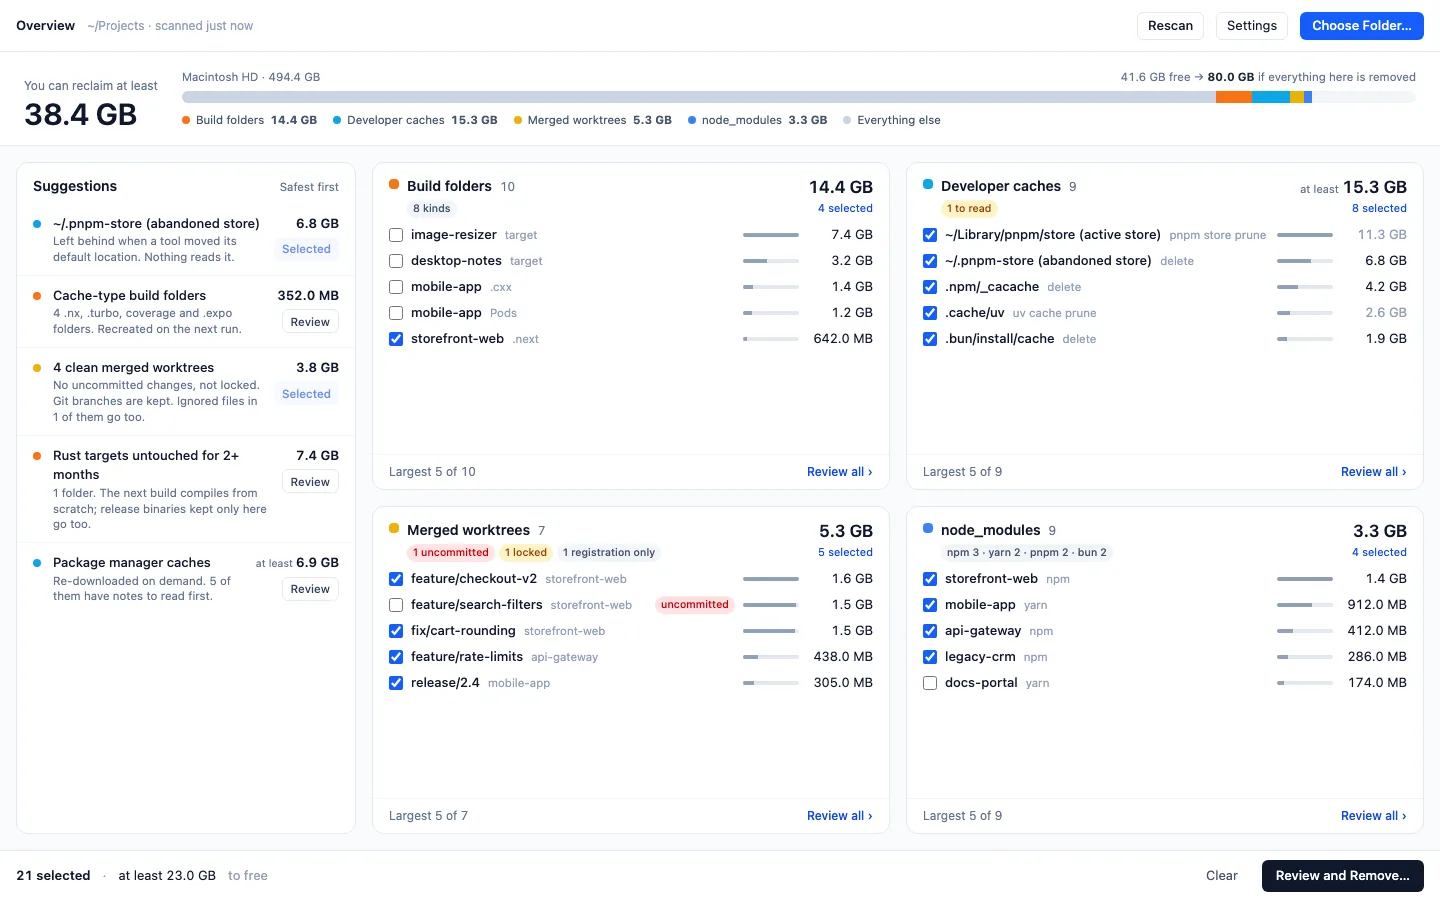 Overview ~/Projects · scanned just now
Rescan Settings Choose Folder...
You can reclaim at least
38.4 GB
Macintosh HD · 494.4 GB
41.6 GB free → 80.0 GB if everything here is removed
Build folders 14.4 GB Developer caches 15.3 GB Merged worktrees 5.3 GB node_modules 3.3 GB Everything else
Suggestions Safest first
~/.pnpm-store (abandoned store) 6.8 GB
Left behind when a tool moved its
default location. Nothing reads it.
Selected
Cache-type build folders 352.0 MB
4 .nx, .turbo, coverage and .expo
folders. Recreated on the next run.
Review
4 clean merged worktrees 3.8 GB
No uncommitted changes, not locked.
Git branches are kept. Ignored files in
1 of them go too.
Selected
Rust targets untouched for 2+
months
7.4 GB
1 folder. The next build compiles from
scratch; release binaries kept only here
go too.
Review
Package manager caches at least 6.9 GB
Re-downloaded on demand. 5 of
them have notes to read first.
Review
Build folders 10 14.4 GB
8 kinds 4 selected
image-resizer target 7.4 GB
desktop-notes target 3.2 GB
mobile-app .cxx 1.4 GB
mobile-app Pods 1.2 GB
storefront-web .next 642.0 MB
Largest 5 of 10 Review all ›
Developer caches 9 at least 15.3 GB
1 to read 8 selected
~/Library/pnpm/store (active store) pnpm store prune 11.3 GB
~/.pnpm-store (abandoned store) delete 6.8 GB
.npm/_cacache delete 4.2 GB
.cache/uv uv cache prune 2.6 GB
.bun/install/cache delete 1.9 GB
Largest 5 of 9 Review all ›
Merged worktrees 7 5.3 GB
1 uncommitted 1 locked 1 registration only 5 selected
feature/checkout-v2 storefront-web 1.6 GB
feature/search-filters storefront-web uncommitted 1.5 GB
fix/cart-rounding storefront-web 1.5 GB
feature/rate-limits api-gateway 438.0 MB
release/2.4 mobile-app 305.0 MB
Largest 5 of 7 Review all ›
node_modules 9 3.3 GB
npm 3 · yarn 2 · pnpm 2 · bun 2 4 selected
storefront-web npm 1.4 GB
mobile-app yarn 912.0 MB
api-gateway npm 412.0 MB
legacy-crm npm 286.0 MB
docs-portal yarn 174.0 MB
Largest 5 of 9 Review all ›
21 selected · at least 23.0 GB to free
Clear Review and Remove...